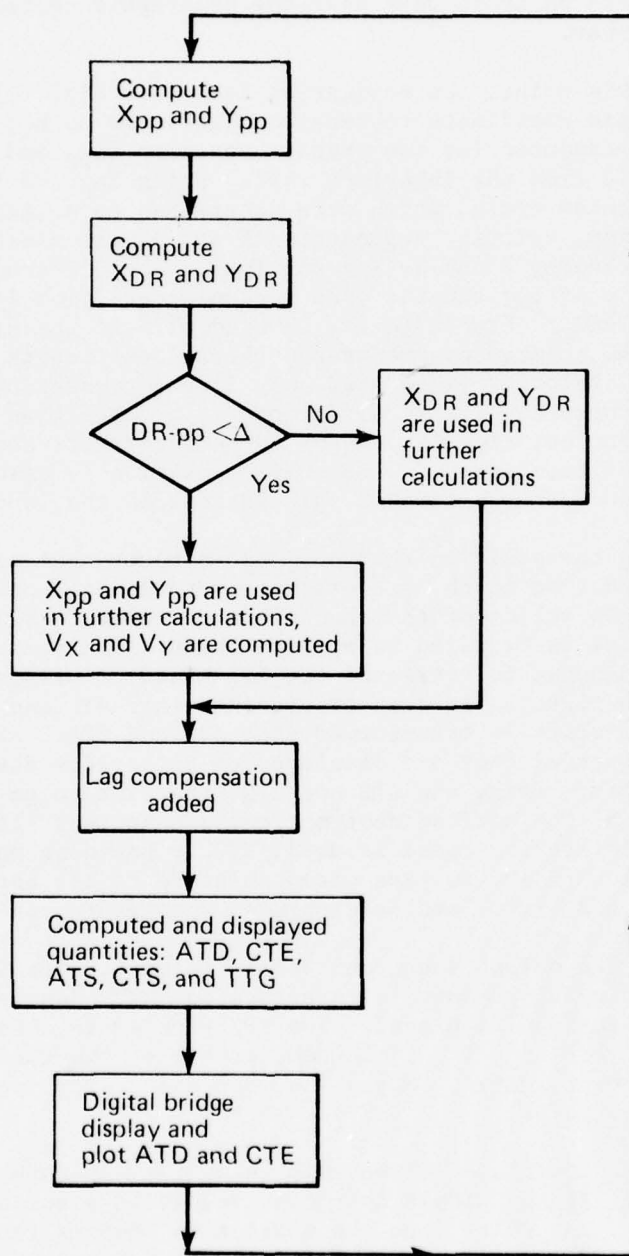 Compute
Xpp and Ypp
Compute
XDR and YDR
DR-pp <Δ
No
XDR and YDR
are used in
further
calculations
Yes
Xpp and Ypp are used
in further calculations,
VX and VY are computed
Lag compensation
added
Computed and displayed
quantities: ATD, CTE,
ATS, CTS, and TTG
Digital bridge
display and
plot ATD and CTE